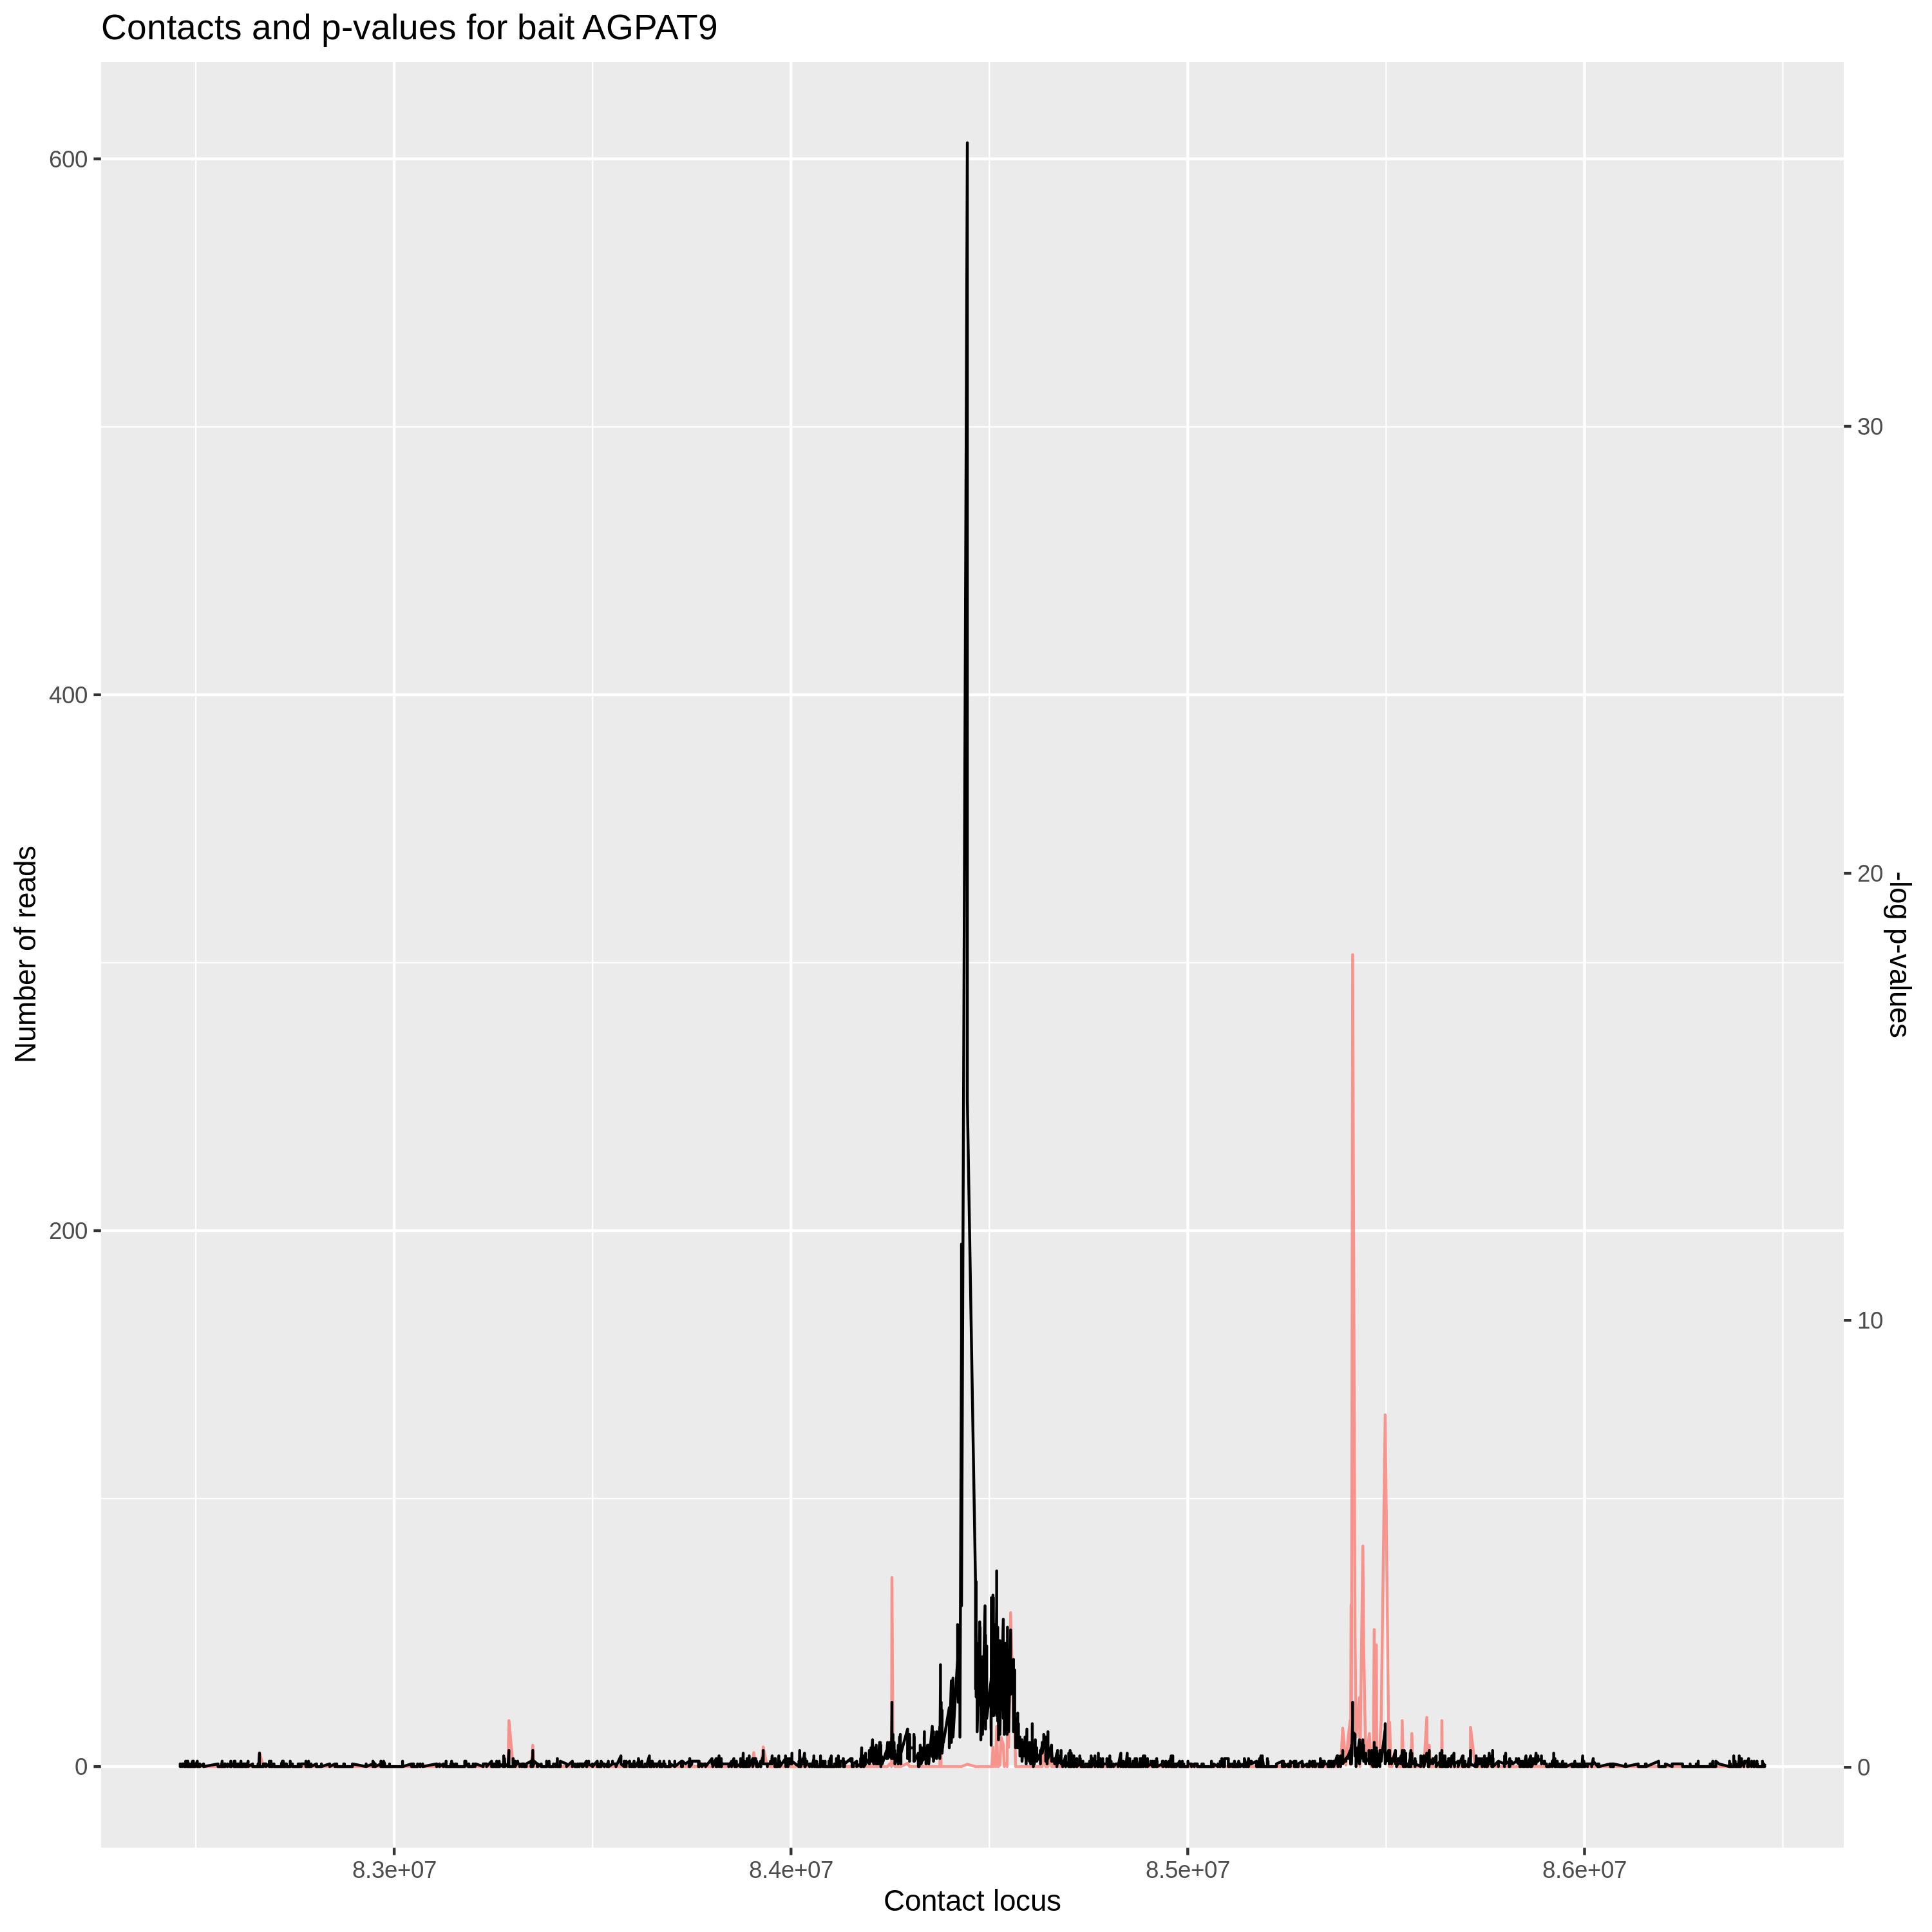 Contacts and p-values for bait AGPAT9
600
400
200
0
Number of reads
30
20
10
0
-log p-values
8.3e+07
8.4e+07
8.5e+07
8.6e+07
Contact locus